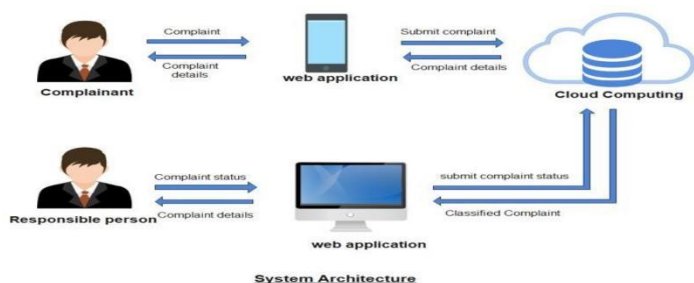 Complaint
Complaint
details
Complainant
web application
Submit complaint
Complaint details
Cloud Computing
Complaint status
Complaint details
Responsible person
web application
submit complaint status
Classified Complaint
System Architecture